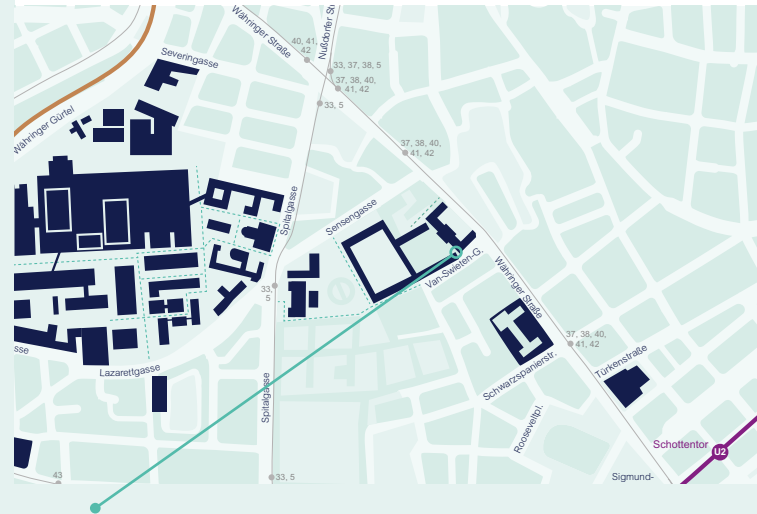 Währinger Straße
Nußdorfer St
40, 41,
42
Severingasse
33, 37, 38, 5
37, 38, 40,
41, 42
33, 5
Währinger Gürtel
37, 38, 40,
41, 42
Spitalgasse
Sensengasse
Van-Swieten-G.
Währinger Straße
33,
5
37, 38, 40,
41, 42
sse
Lazarettgasse
Türkenstraße
Schwarzspanierstr.
Spitalgasse
Rooseveltpl.
Schottentor
U2
43
33, 5
Sigmund-